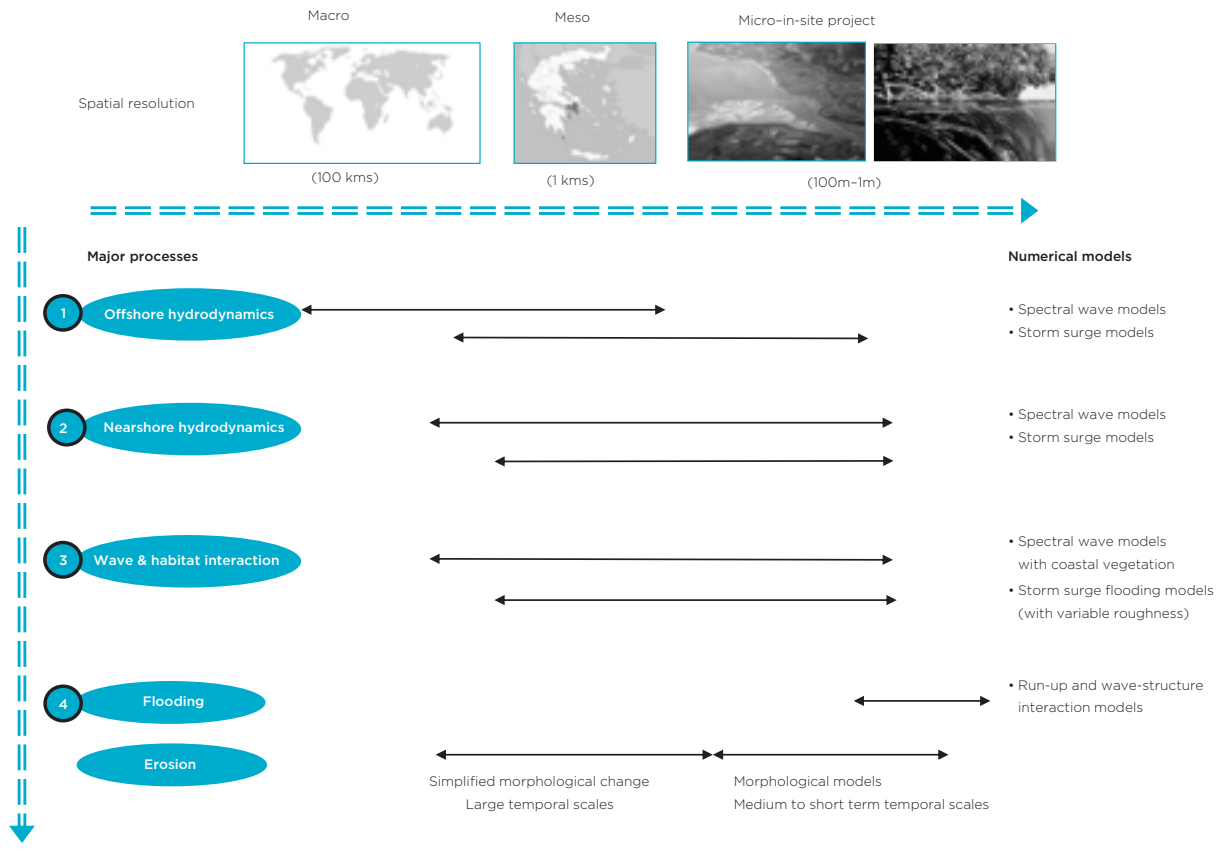 Macro
Meso
Micro–in-site project
Spatial resolution
(100 kms)
(1 kms)
(100m–1m)
Major processes
Numerical models
1
Offshore hydrodynamics
• Spectral wave models
• Storm surge models
2
Nearshore hydrodynamics
• Spectral wave models
• Storm surge models
3
Wave & habitat interaction
• Spectral wave models
with coastal vegetation
• Storm surge flooding models
(with variable roughness)
4
Flooding
• Run-up and wave-structure
interaction models
Erosion
Simplified morphological change
Large temporal scales
Morphological models
Medium to short term temporal scales